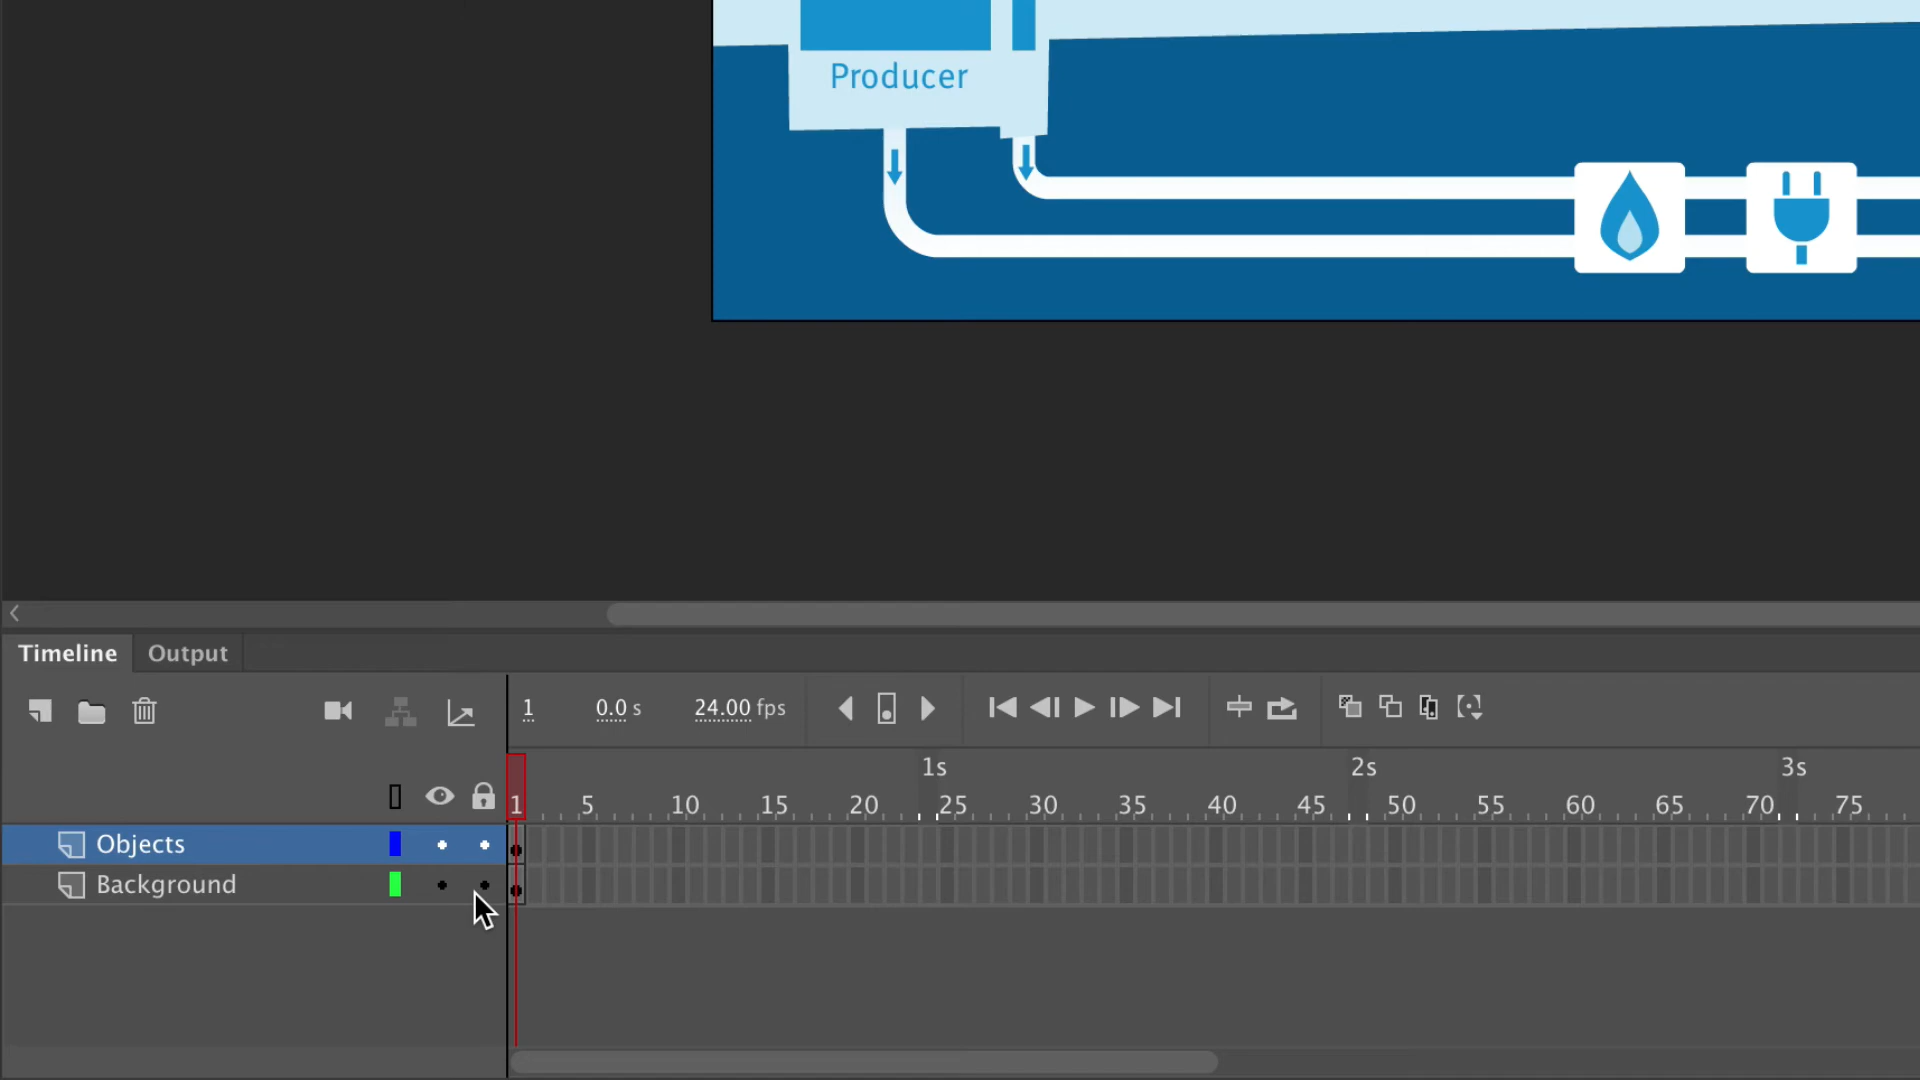 Producer
Timeline Output
1 0.0 s 24.00 fps
1s 2s 3s
1 5 10 15 20 25 30 35 40 45 50 55 60 65 70 75
Objects
Background